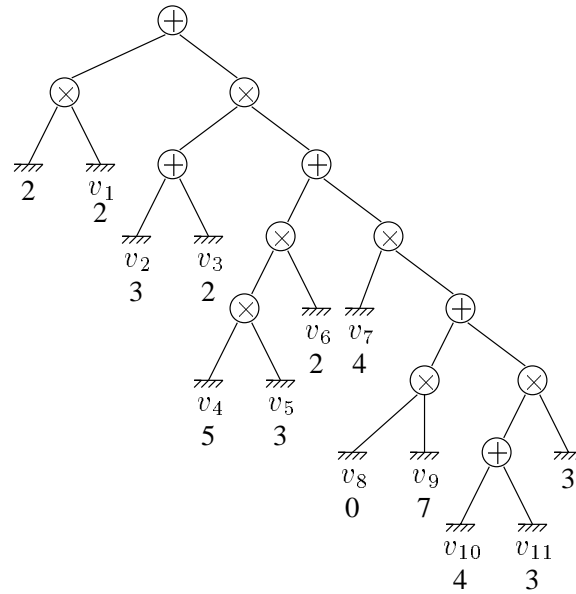 +
× ×
2 v₁ + +
2
v₂ v₃ × ×
3 2
× v₆ v₇ +
2 4
v₄ v₅ × ×
5 3
v₈ v₉ + 3
0 7
v₁₀ v₁₁
4 3